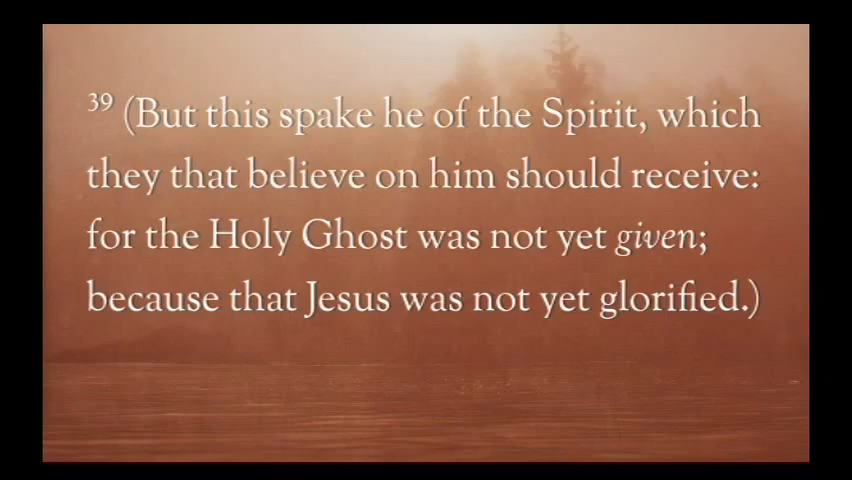 39 (But this spake he of the Spirit, which
they that believe on him should receive:
for the Holy Ghost was not yet given;
because that Jesus was not yet glorified.)